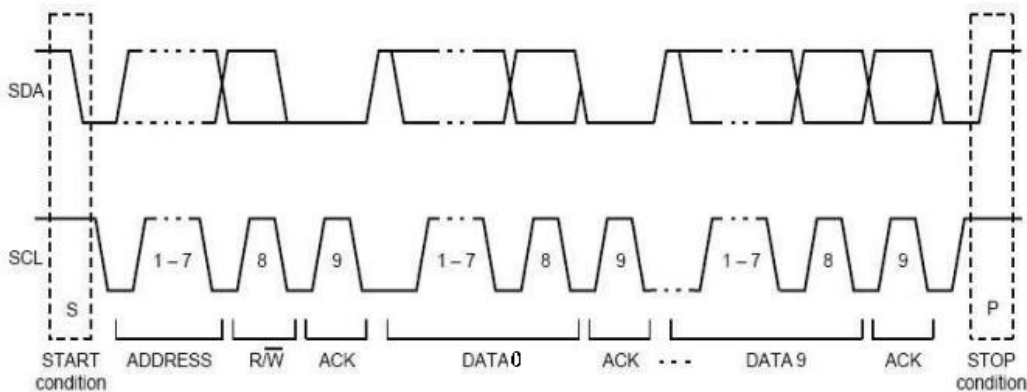 SDA
SCL
1 – 7
8
9
1 – 7
8
9
1 – 7
8
9
S
P
START
condition
ADDRESS
R/W̅
ACK
DATA 0
ACK
DATA 9
ACK
STOP
condition